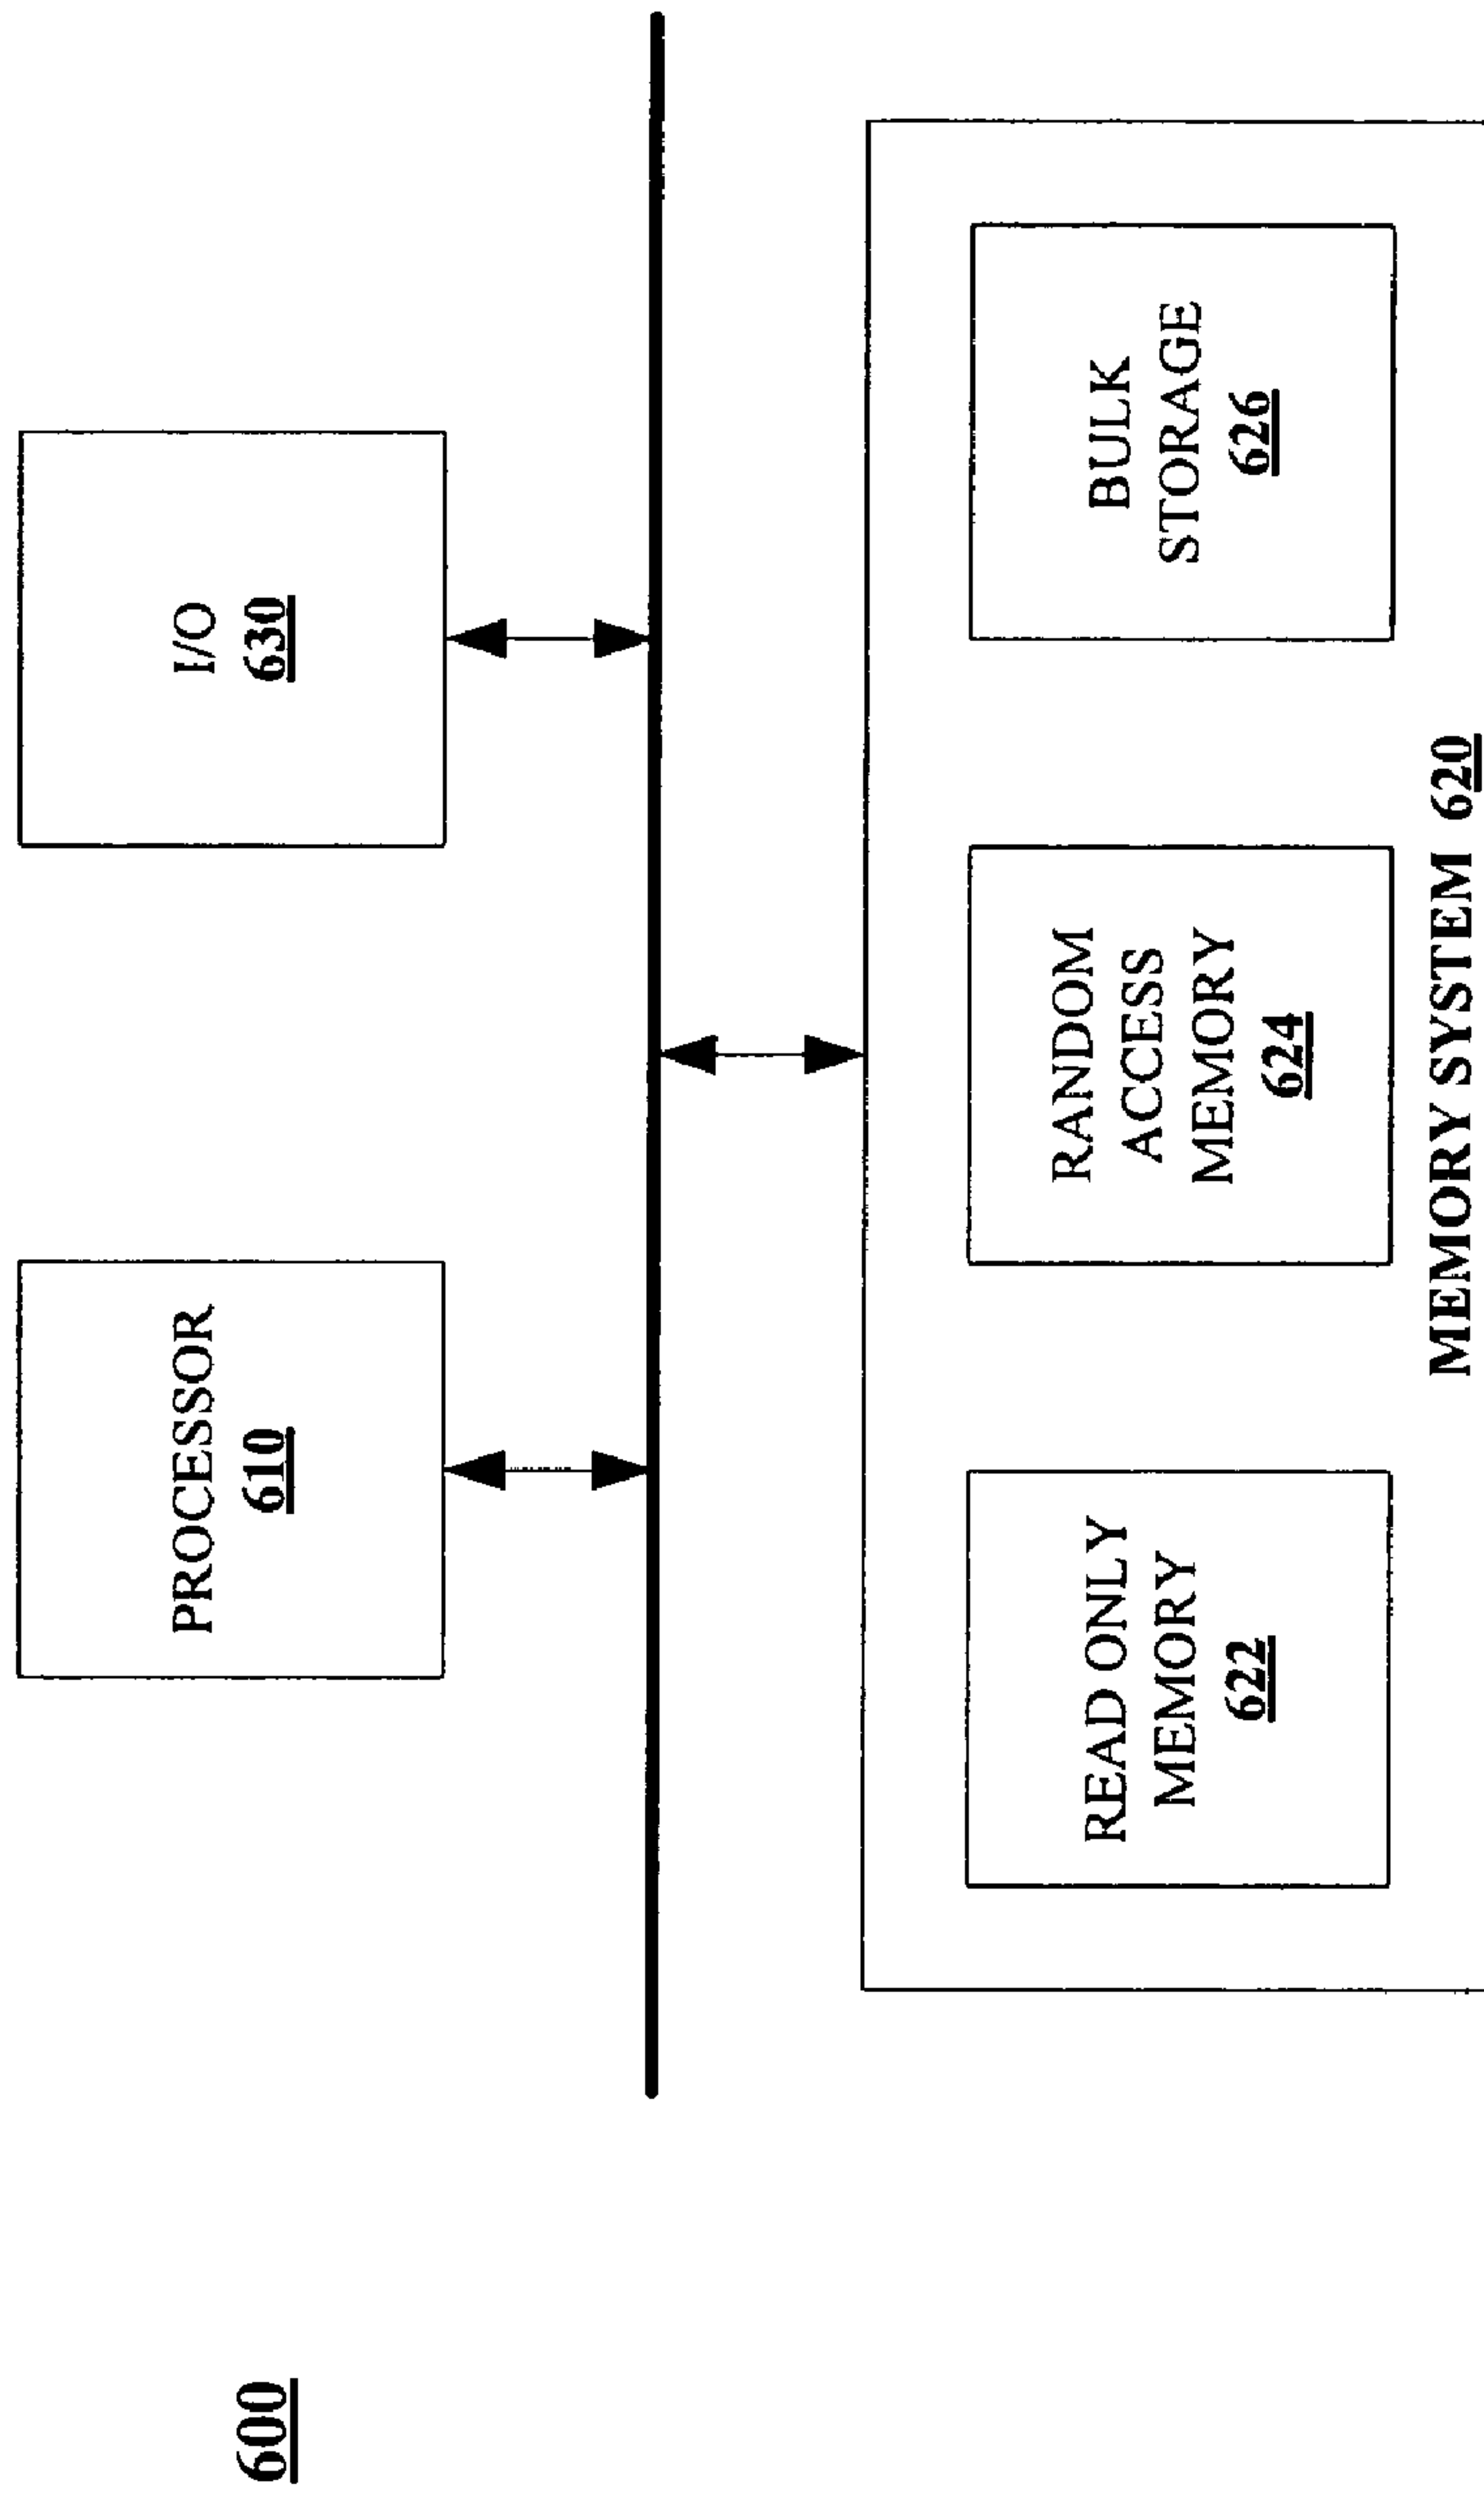 600
PROCESSOR
610
I/O
630
READ ONLY
MEMORY
622
RANDOM
ACCESS
MEMORY
624
BULK
STORAGE
626
MEMORY SYSTEM 620